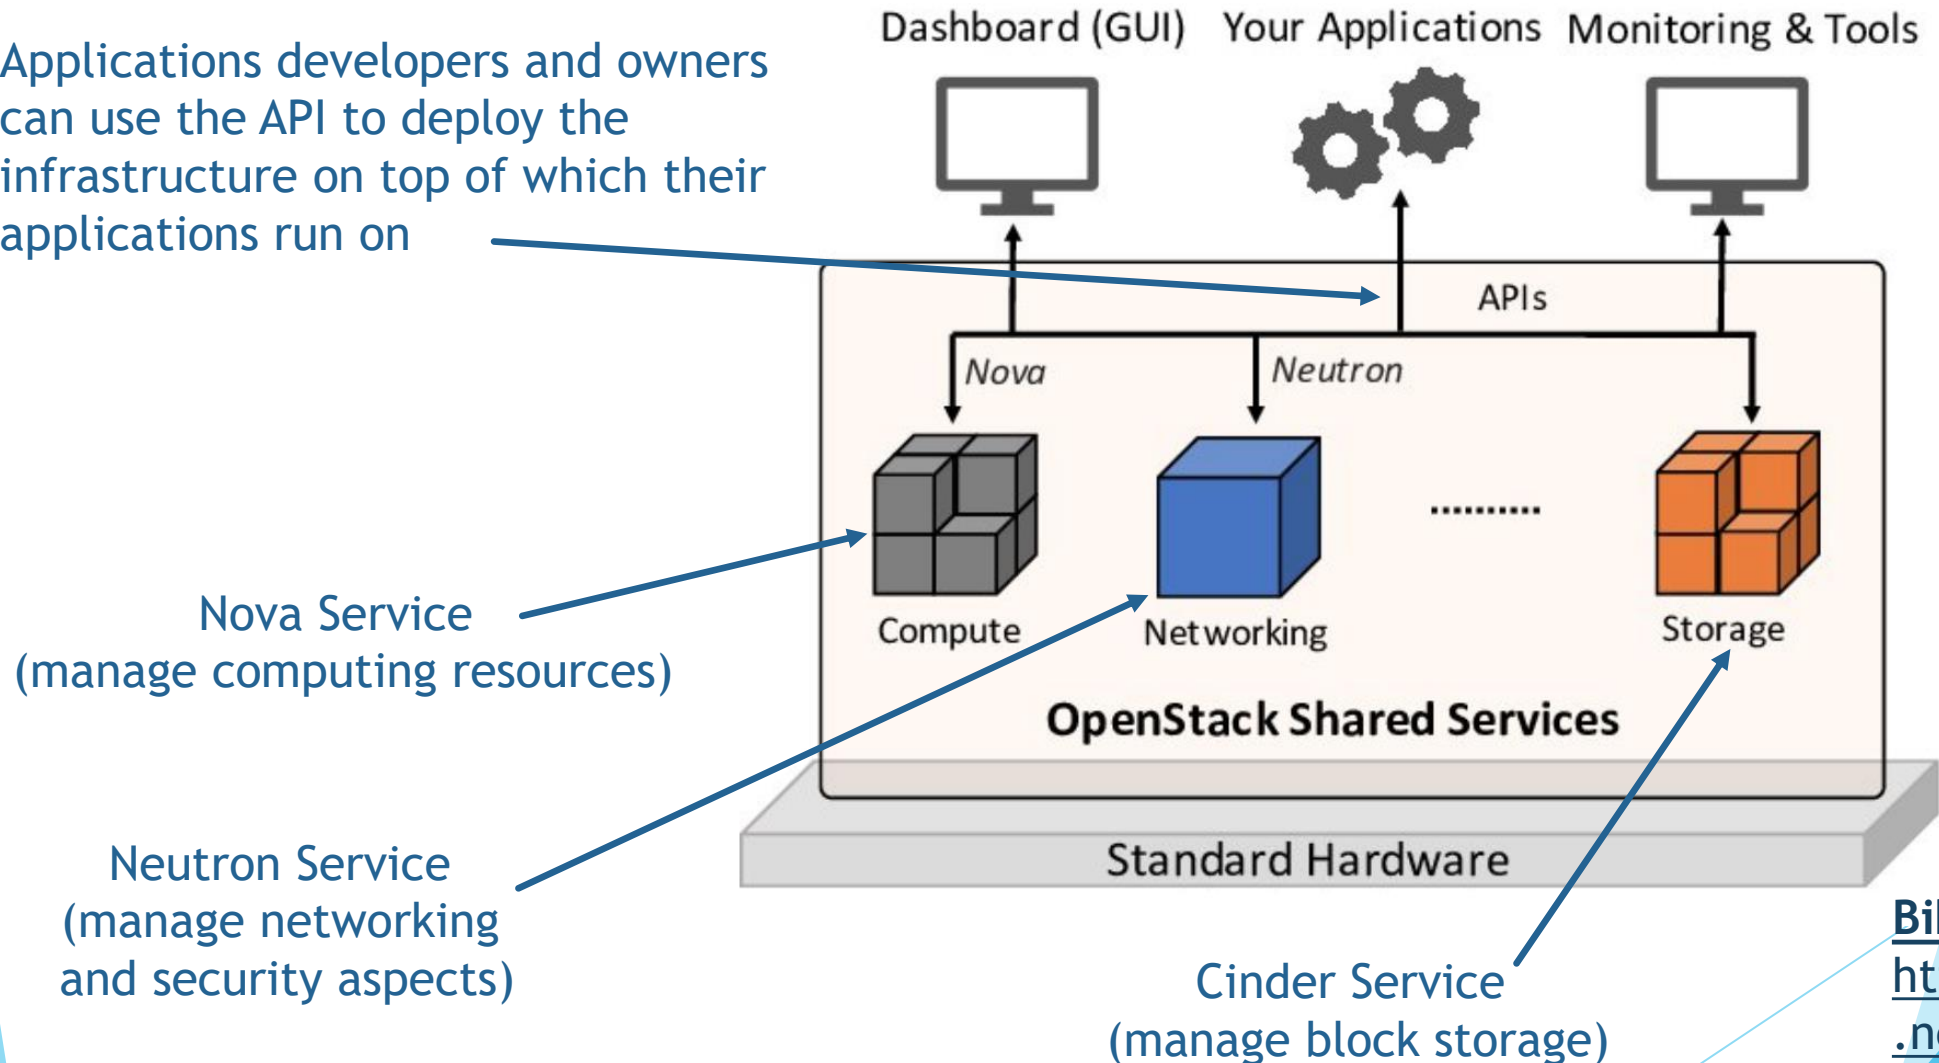 Applications developers and owners
can use the API to deploy the
infrastructure on top of which their
applications run on
Dashboard (GUI)
Your Applications
Monitoring & Tools
APIs
Nova
Neutron
Compute
Networking
..........
Storage
OpenStack Shared Services
Standard Hardware
Nova Service
(manage computing resources)
Neutron Service
(manage networking
and security aspects)
Cinder Service
(manage block storage)